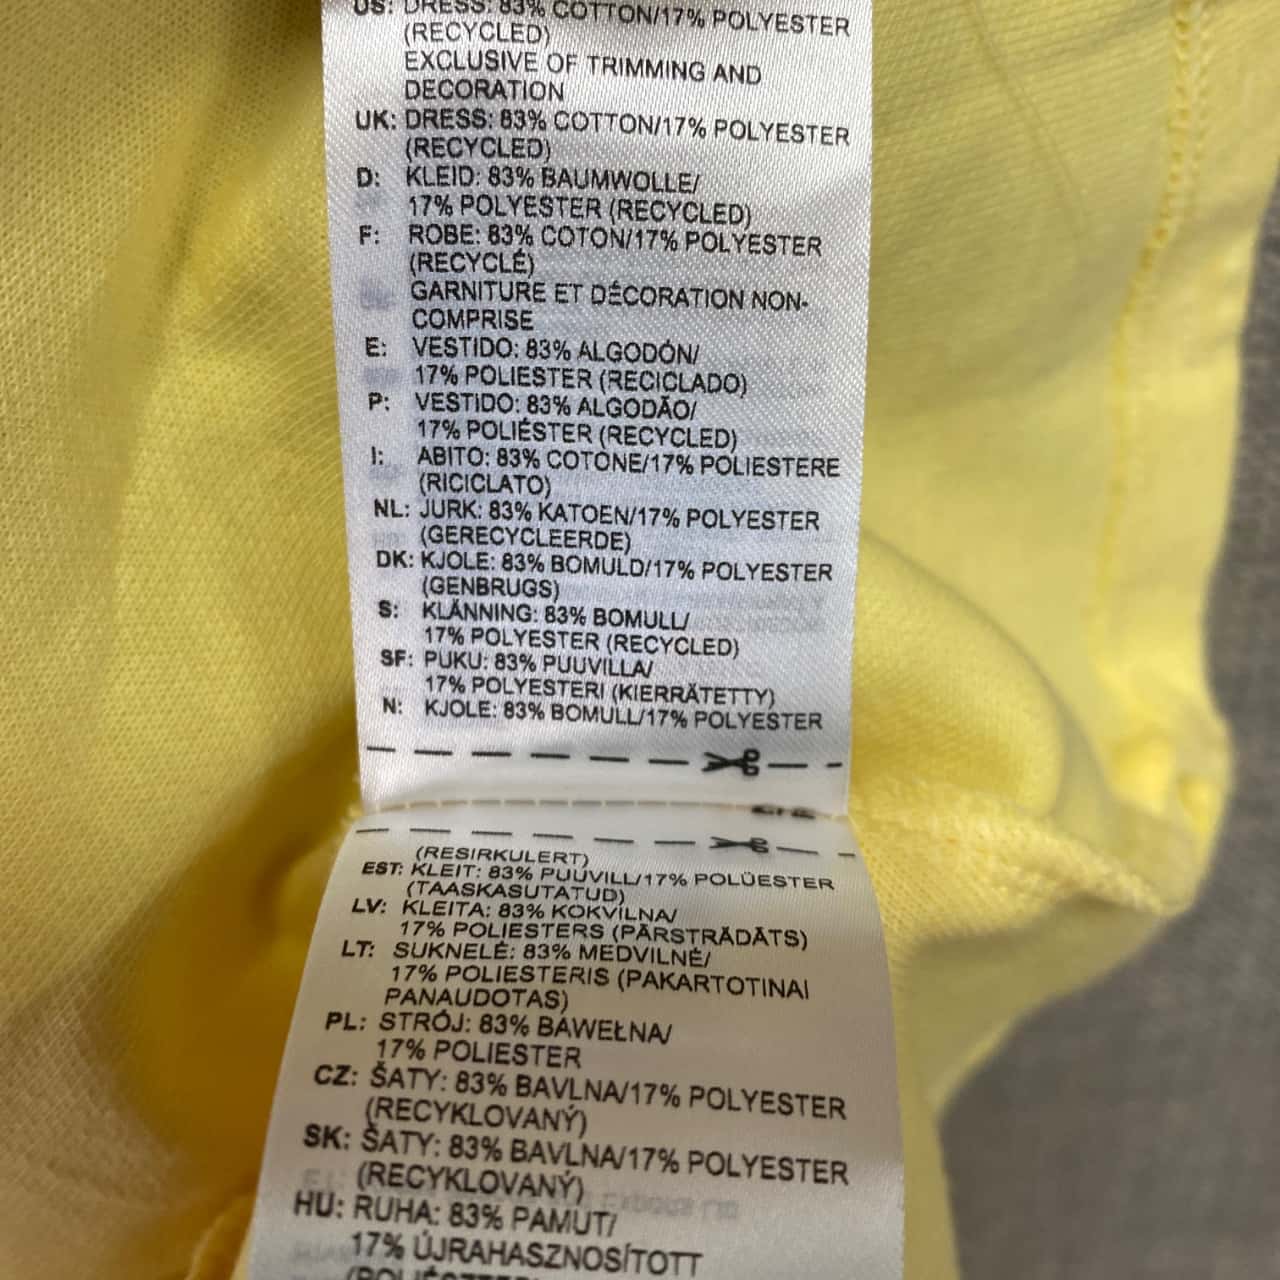 US: DRESS: 83% COTTON/17% POLYESTER
(RECYCLED)
EXCLUSIVE OF TRIMMING AND
DECORATION
UK: DRESS: 83% COTTON/17% POLYESTER
(RECYCLED)
D: KLEID: 83% BAUMWOLLE/
17% POLYESTER (RECYCLED)
F: ROBE: 83% COTON/17% POLYESTER
(RECYCLÉ)
GARNITURE ET DÉCORATION NON-
COMPRISE
E: VESTIDO: 83% ALGODÓN/
17% POLIESTER (RECICLADO)
P: VESTIDO: 83% ALGODÃO/
17% POLIÉSTER (RECYCLED)
I: ABITO: 83% COTONE/17% POLIESTERE
(RICICLATO)
NL: JURK: 83% KATOEN/17% POLYESTER
(GERECYCLEERDE)
DK: KJOLE: 83% BOMULD/17% POLYESTER
(GENBRUGS)
S: KLÄNNING: 83% BOMULL/
17% POLYESTER (RECYCLED)
SF: PUKU: 83% PUUVILLA/
17% POLYESTERI (KIERRÄTETTY)
N: KJOLE: 83% BOMULL/17% POLYESTER
(RESIRKULERT)
EST: KLEIT: 83% PUUVILL/17% POLÜESTER
(TAASKASUTATUD)
LV: KLEITA: 83% KOKVILNA/
17% POLIESTERS (PĀRSTRĀDĀTS)
LT: SUKNELĖ: 83% MEDVILNĖ/
17% POLIESTERIS (PAKARTOTINAI
PANAUDOTAS)
PL: STRÓJ: 83% BAWEŁNA/
17% POLIESTER
CZ: ŠATY: 83% BAVLNA/17% POLYESTER
(RECYKLOVANÝ)
SK: ŠATY: 83% BAVLNA/17% POLYESTER
(RECYKLOVANÝ)
HU: RUHA: 83% PAMUT/
17% ÚJRAHASZNOSÍTOTT